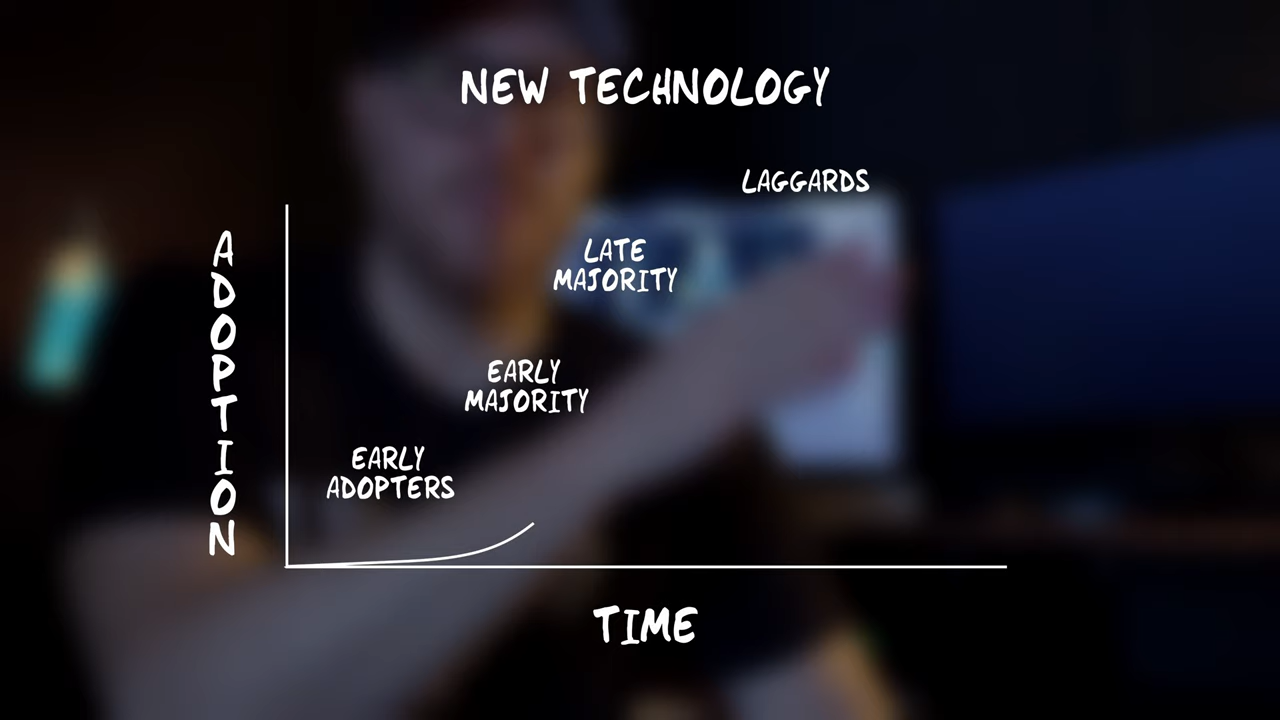 NEW TECHNOLOGY
LAGGARDS
LATE
MAJORITY
EARLY
MAJORITY
EARLY
ADOPTERS
ADOPTION
TIME